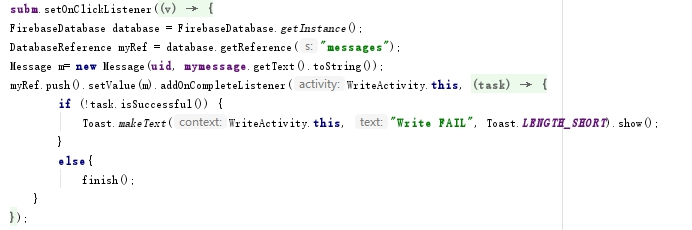 subm.setOnClickListener((v) → {
FirebaseDatabase database = FirebaseDatabase.getInstance();
DatabaseReference myRef = database.getReference( s: "messages");
Message m= new Message(uid, mymessage.getText().toString());
myRef.push().setValue(m).addOnCompleteListener( activity: WriteActivity.this, (task) → {
if (!task.isSuccessful()) {
Toast.makeText( context: WriteActivity.this, text: "Write FAIL", Toast.LENGTH_SHORT).show();
}
else{
finish();
}
});